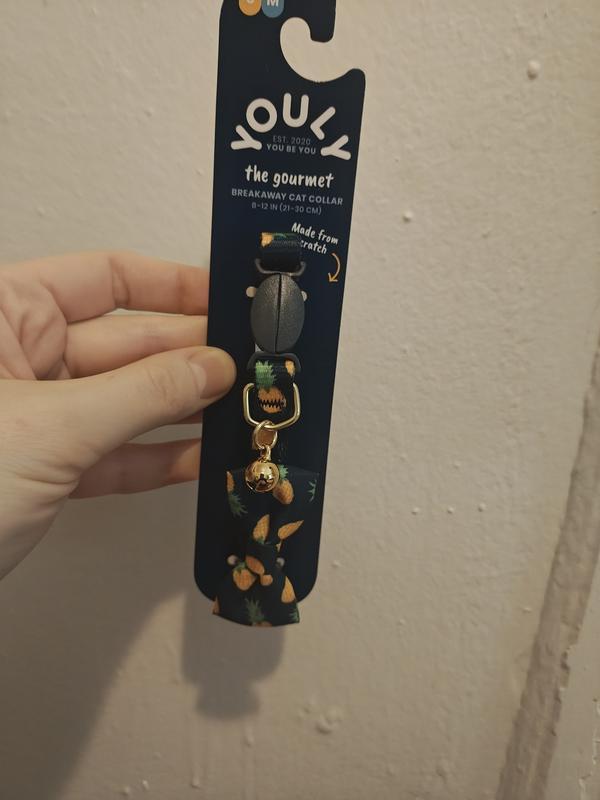 M
YOULY
EST. 2020
YOU BE YOU
the gourmet
BREAKAWAY CAT COLLAR
8-12 IN (21-30 CM)
Made from
scratch